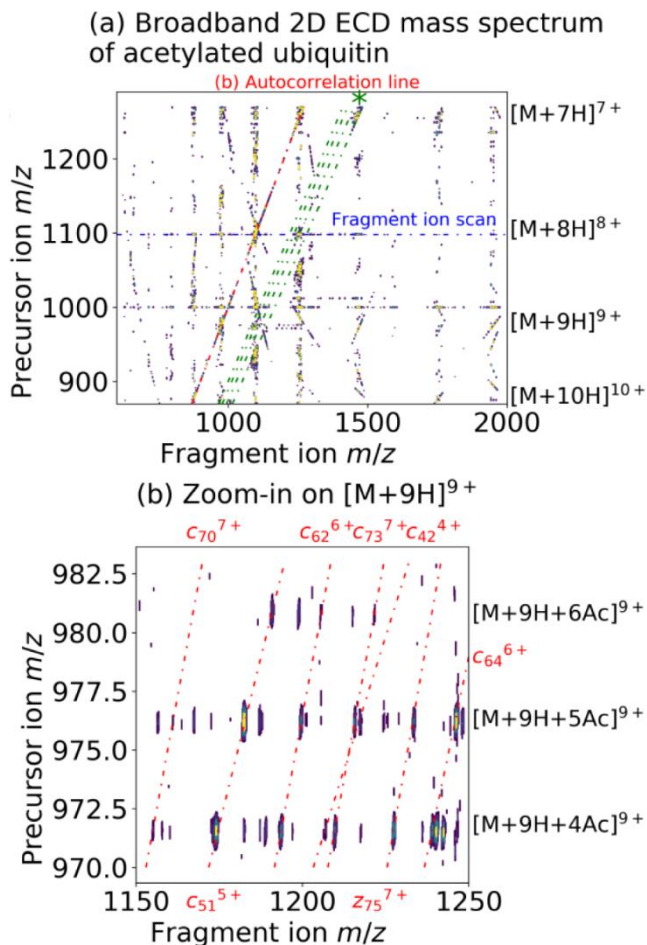 (a) Broadband 2D ECD mass spectrum
of acetylated ubiquitin
(b) Autocorrelation line
*
[M+7H]⁷⁺
1200
Fragment ion scan
1100
[M+8H]⁸⁺
1000
[M+9H]⁹⁺
900
[M+10H]¹⁰⁺
Precursor ion m/z
1000 1500 2000
Fragment ion m/z
(b) Zoom-in on [M+9H]⁹⁺
c₇₀⁷⁺ c₆₂⁶⁺ c₇₃⁷⁺ c₄₂⁴⁺
982.5
980.0
[M+9H+6Ac]⁹⁺
c₆₄⁶⁺
977.5
[M+9H+5Ac]⁹⁺
975.0
972.5
[M+9H+4Ac]⁹⁺
970.0
Precursor ion m/z
c₅₁⁵⁺ z₇₅⁷⁺
1150 1200 1250
Fragment ion m/z